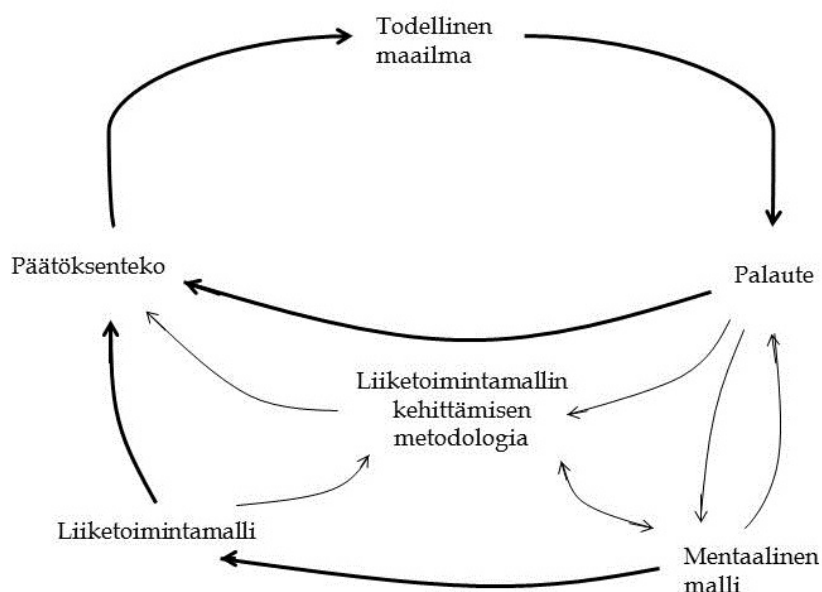 Todellinen
maailma
Päätöksenteko
Palaute
Liiketoimintamallin
kehittämisen
metodologia
Liiketoimintamalli
Mentaalinen
malli